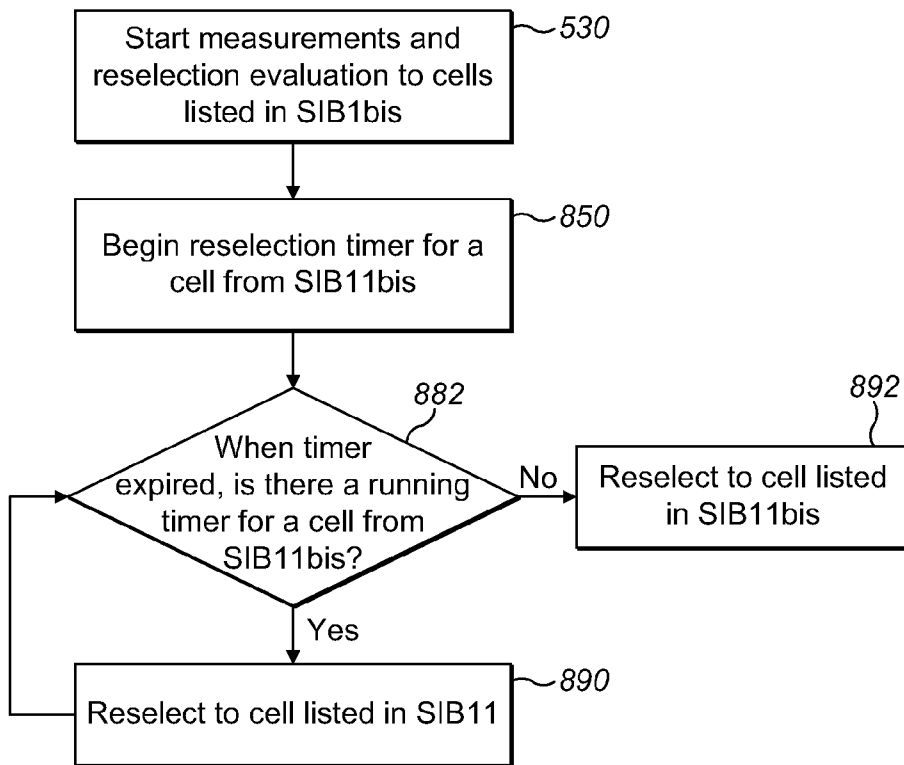 Start measurements and
reselection evaluation to cells
listed in SIB1bis
530
Begin reselection timer for a
cell from SIB11bis
850
When timer
expired, is there a running
timer for a cell from
SIB11bis?
882
No
Reselect to cell listed
in SIB11bis
892
Yes
Reselect to cell listed in SIB11
890